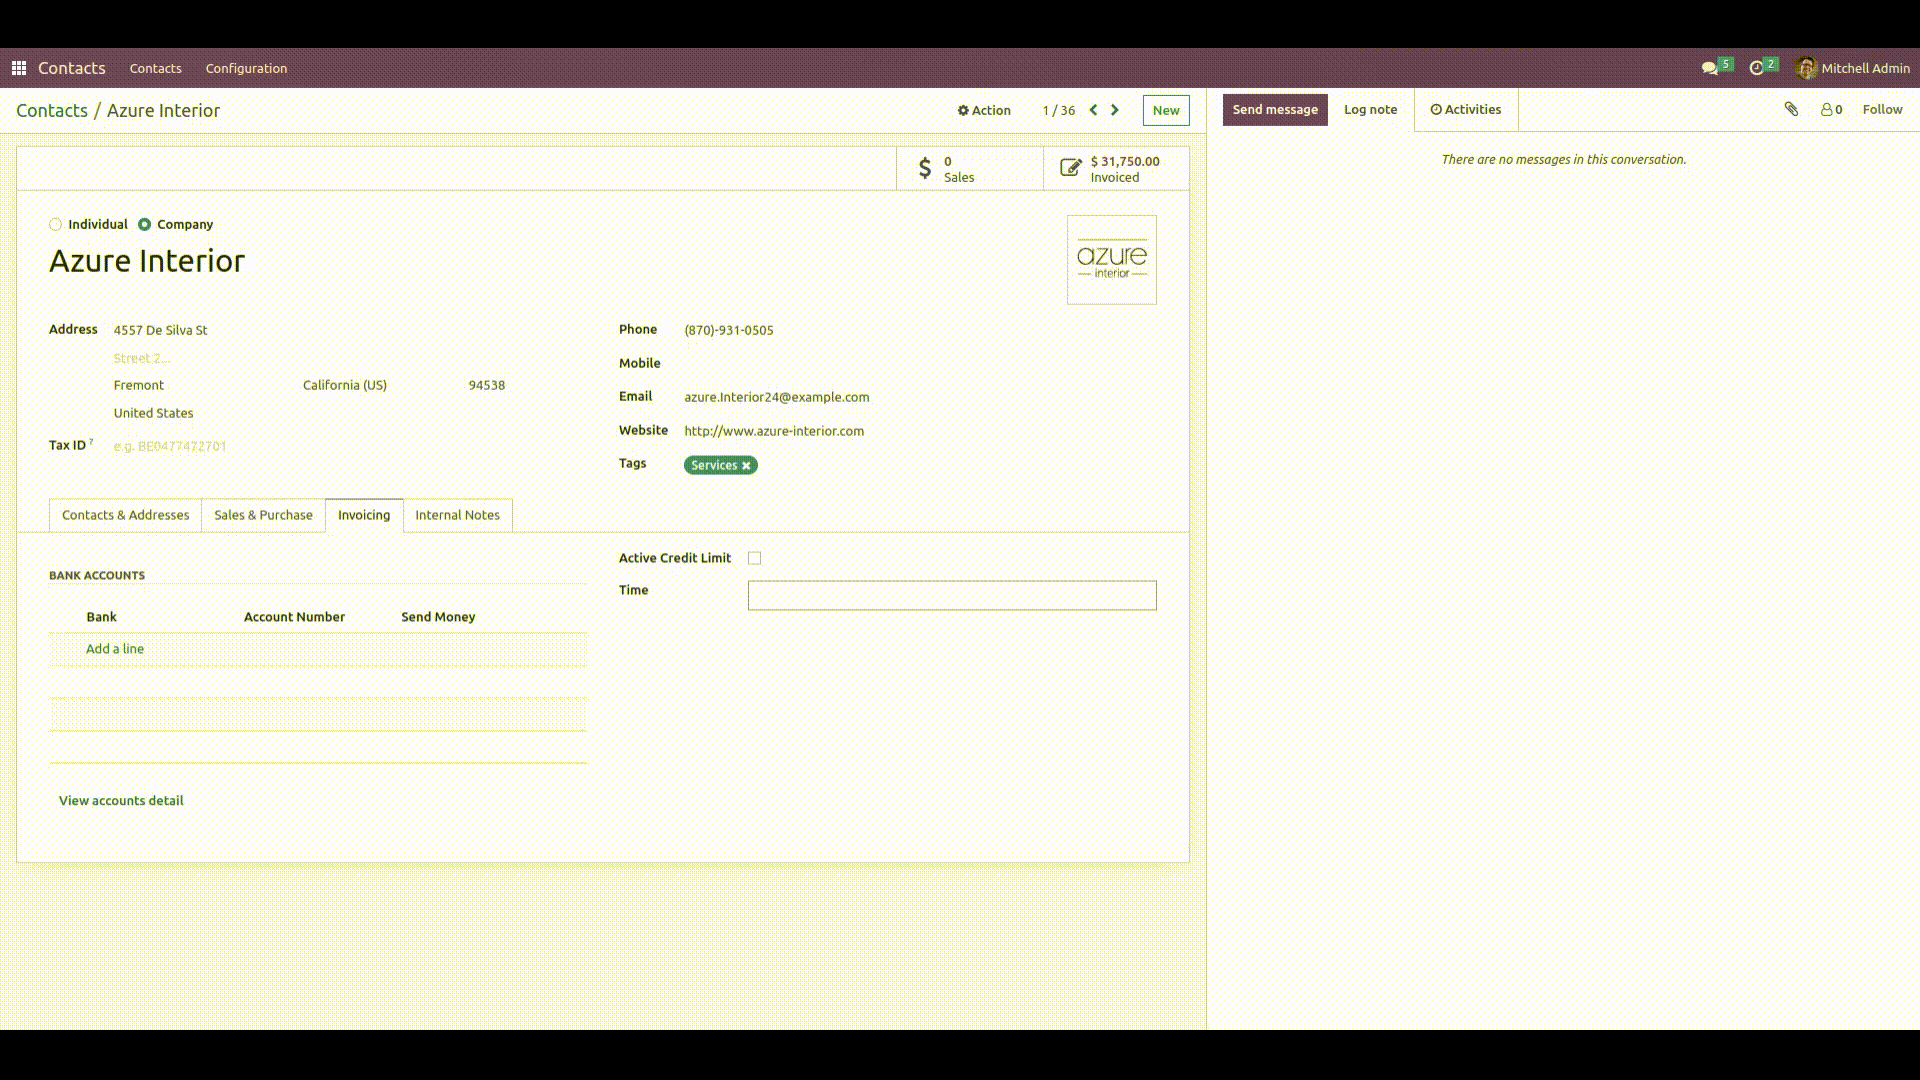 Contacts Contacts Configuration 5 2 Mitchell Admin
Contacts / Azure Interior Action 1 / 36 New
Send message Log note Activities 0 Follow
There are no messages in this conversation.
$ 0 Sales
$ 31,750.00 Invoiced
Individual Company
Azure Interior
azure
interior
Address 4557 De Silva St
Street 2...
Fremont California (US) 94538
United States
Tax ID ? e.g. BE0477472701
Phone (870)-931-0505
Mobile
Email azure.Interior24@example.com
Website http://www.azure-interior.com
Tags Services
Contacts & Addresses Sales & Purchase Invoicing Internal Notes
BANK ACCOUNTS
Bank Account Number Send Money
Add a line
View accounts detail
Active Credit Limit
Time